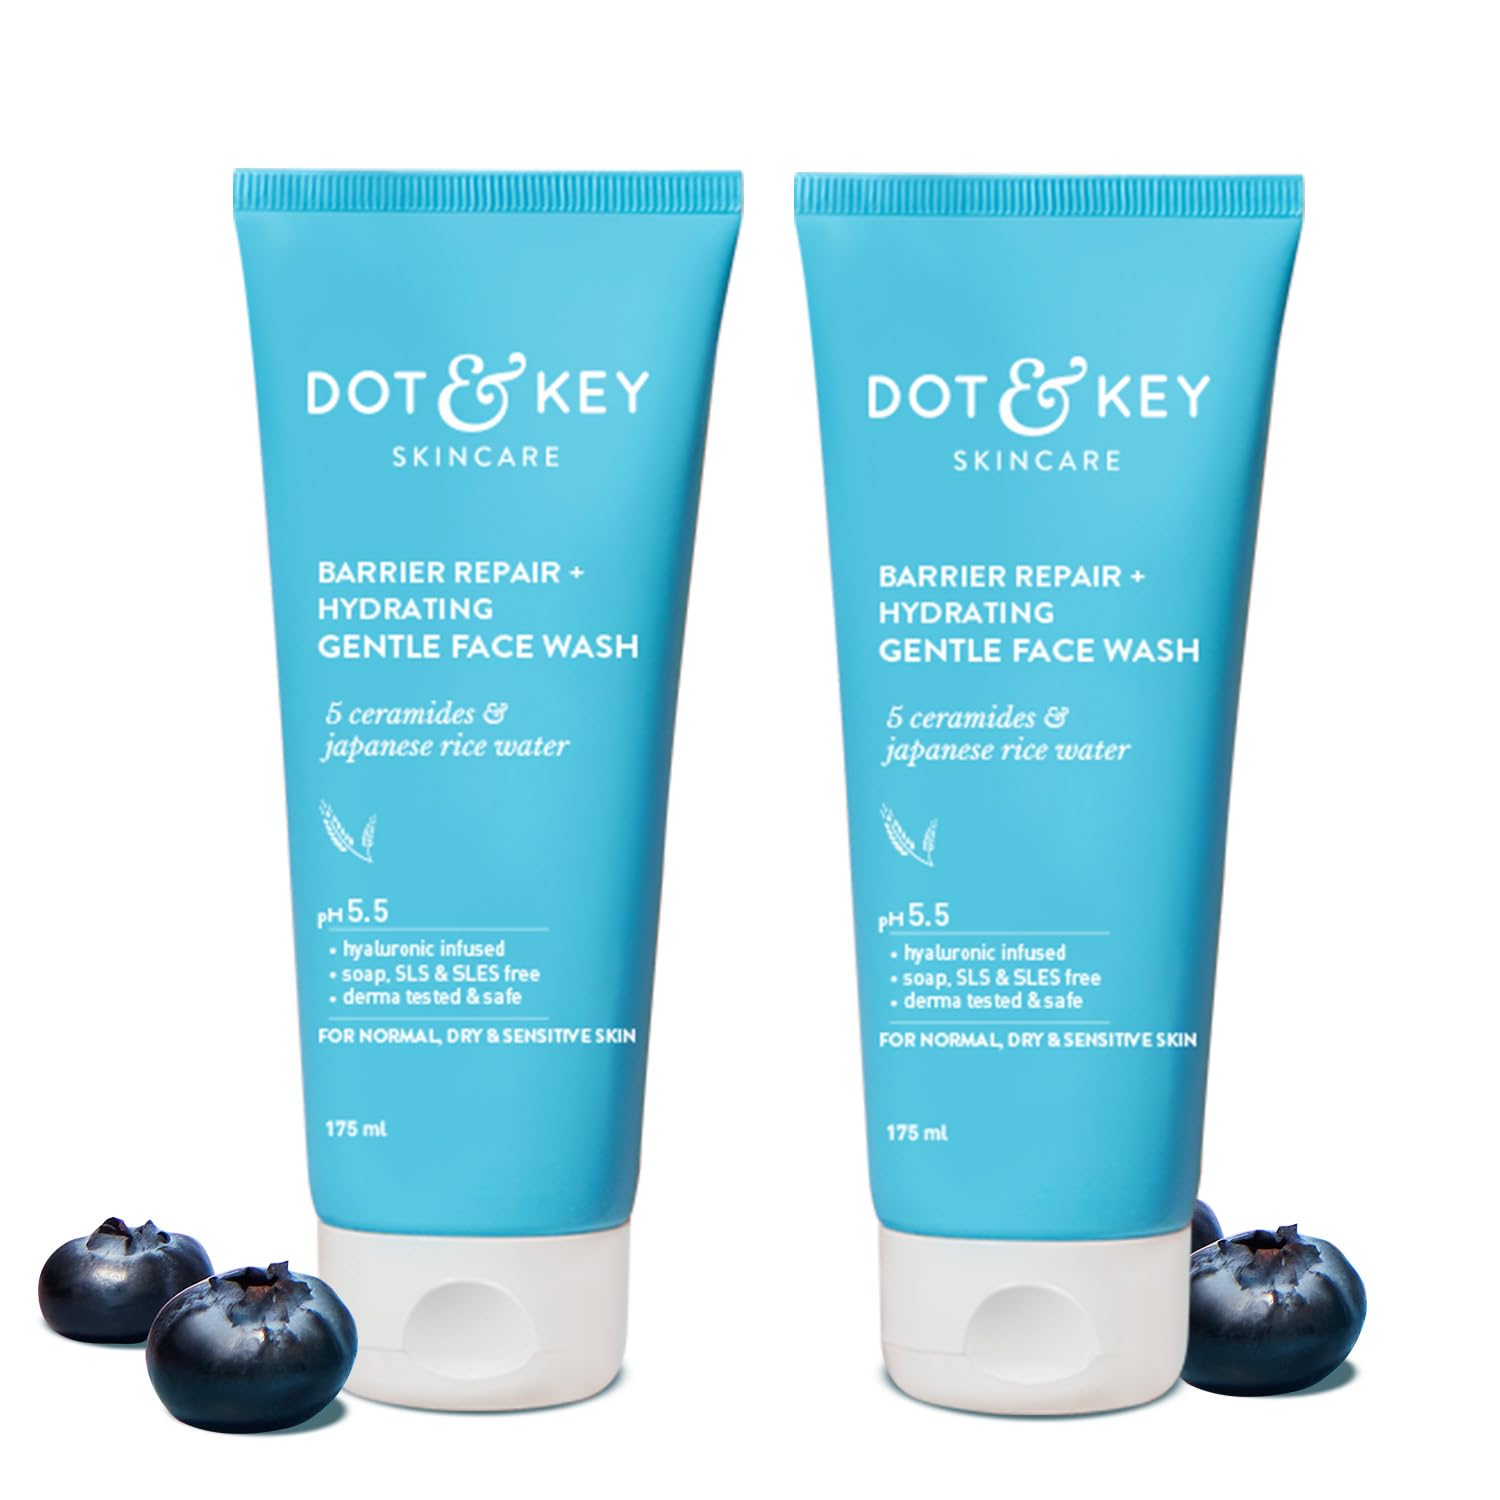 DOT & KEY
SKINCARE
BARRIER REPAIR +
HYDRATING
GENTLE FACE WASH
5 ceramides &
japanese rice water
pH 5.5
• hyaluronic infused
• soap, SLS & SLES free
• derma tested & safe
FOR NORMAL, DRY & SENSITIVE SKIN
175 ml
DOT & KEY
SKINCARE
BARRIER REPAIR +
HYDRATING
GENTLE FACE WASH
5 ceramides &
japanese rice water
pH 5.5
• hyaluronic infused
• soap, SLS & SLES free
• derma tested & safe
FOR NORMAL, DRY & SENSITIVE SKIN
175 ml